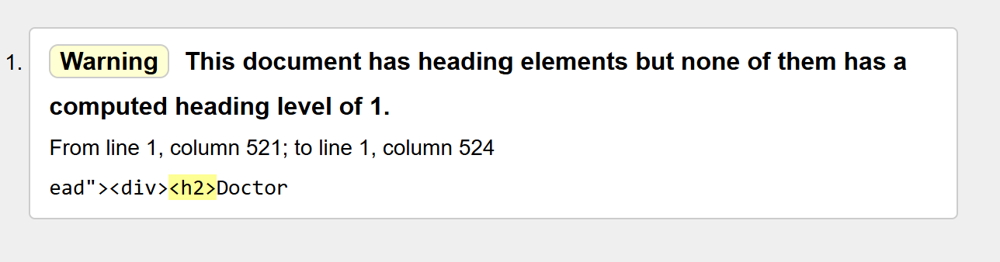 1. Warning This document has heading elements but none of them has a
computed heading level of 1.
From line 1, column 521; to line 1, column 524
ead"><div><h2>Doctor